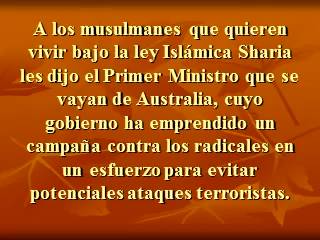 A los musulmanes que quieren
vivir bajo la ley Islámica Sharia
les dijo el Primer Ministro que se
vayan de Australia, cuyo
gobierno ha emprendido un
campaña contra los radicales en
un esfuerzo para evitar
potenciales ataques terroristas.